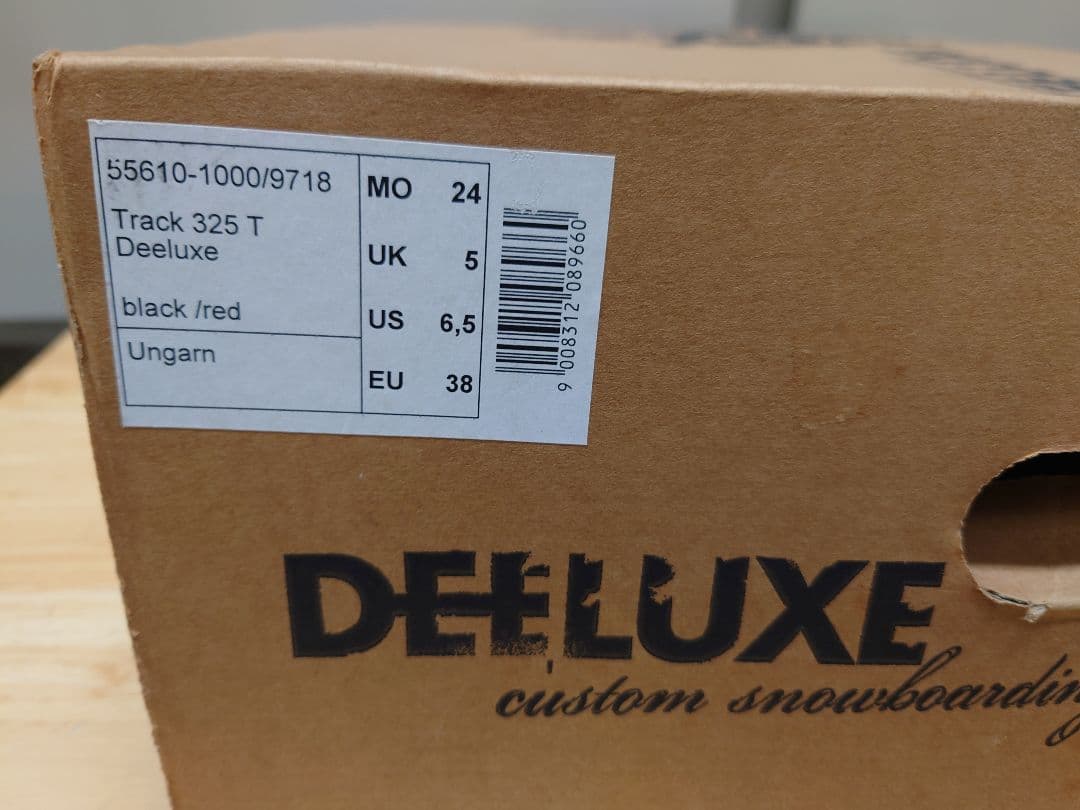 55610-1000/9718
Track 325 T
Deeluxe
black /red
Ungarn
MO 24
UK 5
US 6,5
EU 38
9 008312 089660
DEELUXE
custom snowboarding